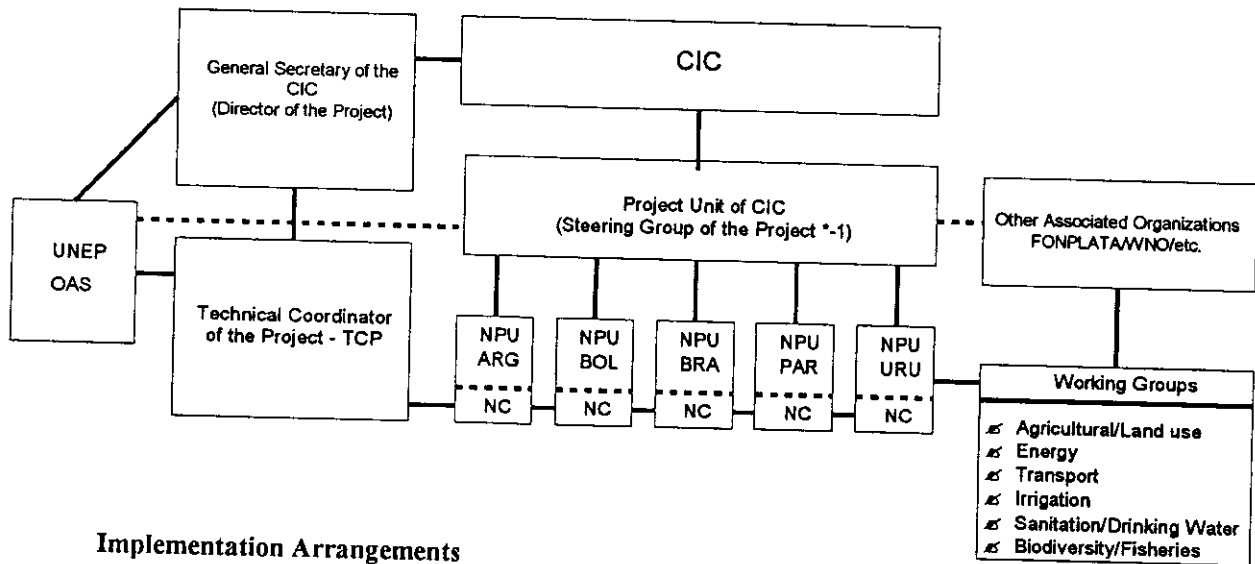 General Secretary of the
CIC
(Director of the Project)
CIC
UNEP
OAS
Project Unit of CIC
(Steering Group of the Project *-1)
Other Associated Organizations
FONPLATA/WNO/etc.
Technical Coordinator
of the Project - TCP
NPU
ARG
NC
NPU
BOL
NC
NPU
BRA
NC
NPU
PAR
NC
NPU
URU
NC
Working Groups
Agricultural/Land use
Energy
Transport
Irrigation
Sanitation/Drinking Water
Biodiversity/Fisheries
Implementation Arrangements